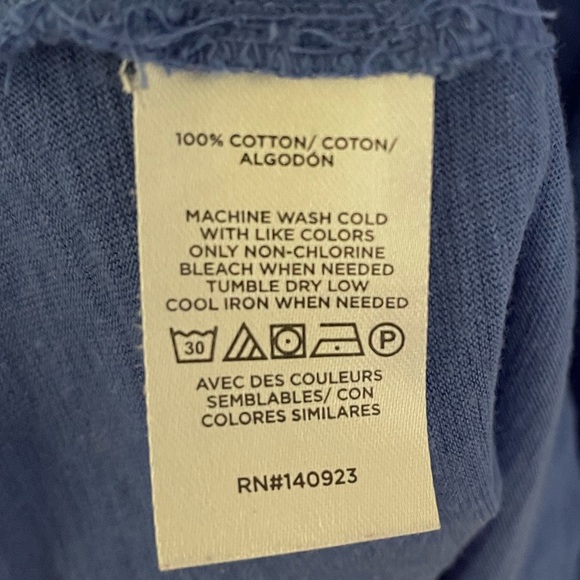 100% COTTON/ COTON/
ALGODÓN
MACHINE WASH COLD
WITH LIKE COLORS
ONLY NON-CHLORINE
BLEACH WHEN NEEDED
TUMBLE DRY LOW
COOL IRON WHEN NEEDED
30 P
AVEC DES COULEURS
SEMBLABLES/ CON
COLORES SIMILARES
RN#140923